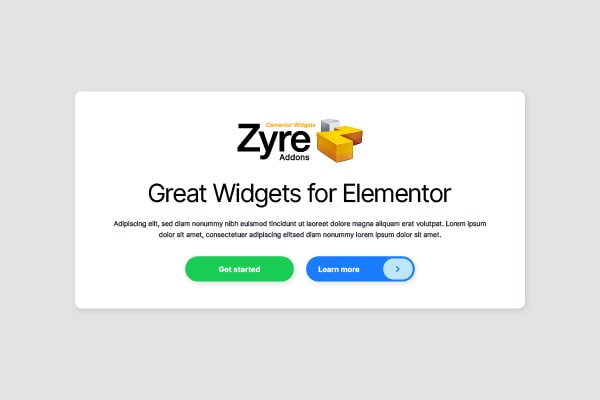 Elementor Widgets
Zyre
Addons
Great Widgets for Elementor
Adipiscing elit, sed diam nonummy nibh euismod tincidunt ut laoreet dolore magna aliquam erat volutpat. Lorem ipsum
dolor sit amet, consectetuer adipiscing elitsed diam nonummy lorem ipsum dolor sit amet.
Get started
Learn more